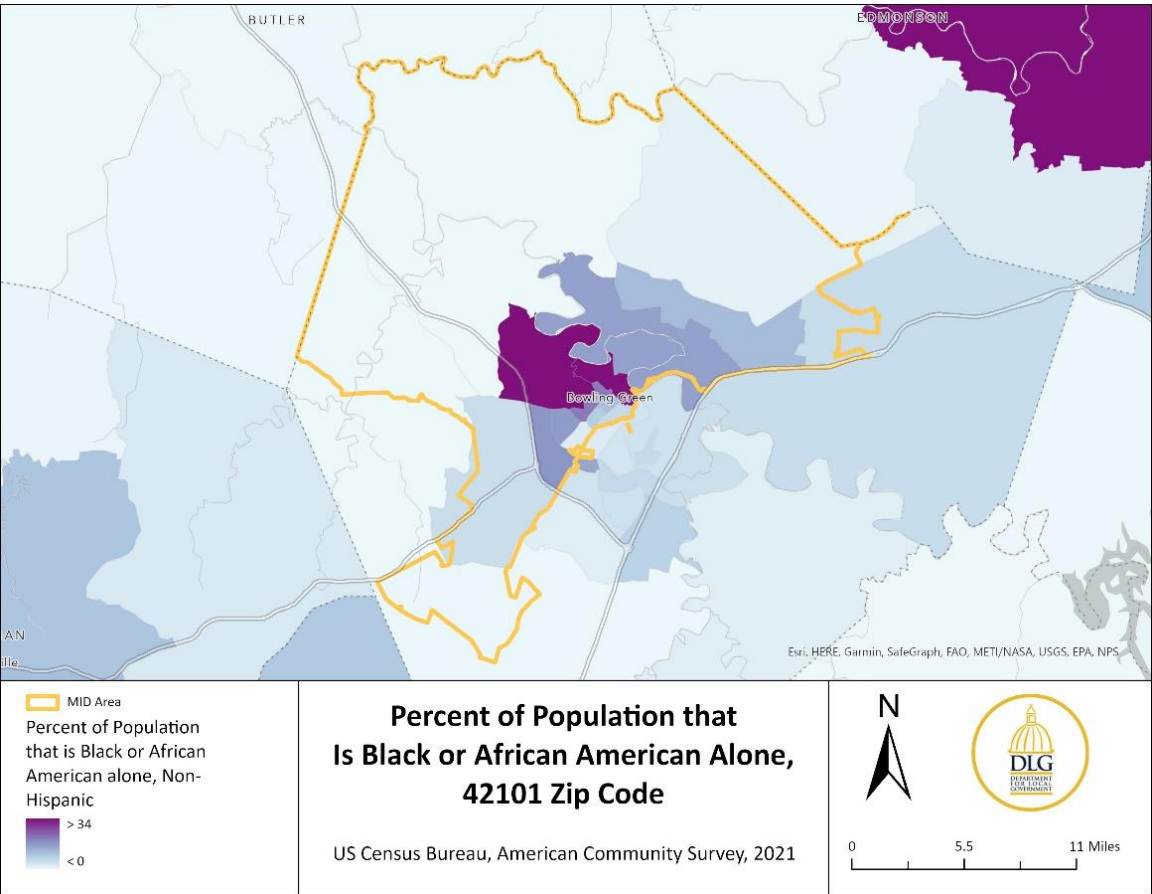 BUTLER
EDMONSON
Bowling Green
AN
ille
Esri, HERE, Garmin, SafeGraph, FAO, METI/NASA, USGS, EPA, NPS
MID Area
Percent of Population
that is Black or African
American alone, Non-
Hispanic
> 34
< 0
Percent of Population that
Is Black or African American Alone,
42101 Zip Code
US Census Bureau, American Community Survey, 2021
N
DLG
DEPARTMENT
FOR LOCAL
GOVERNMENT
0 5.5 11 Miles